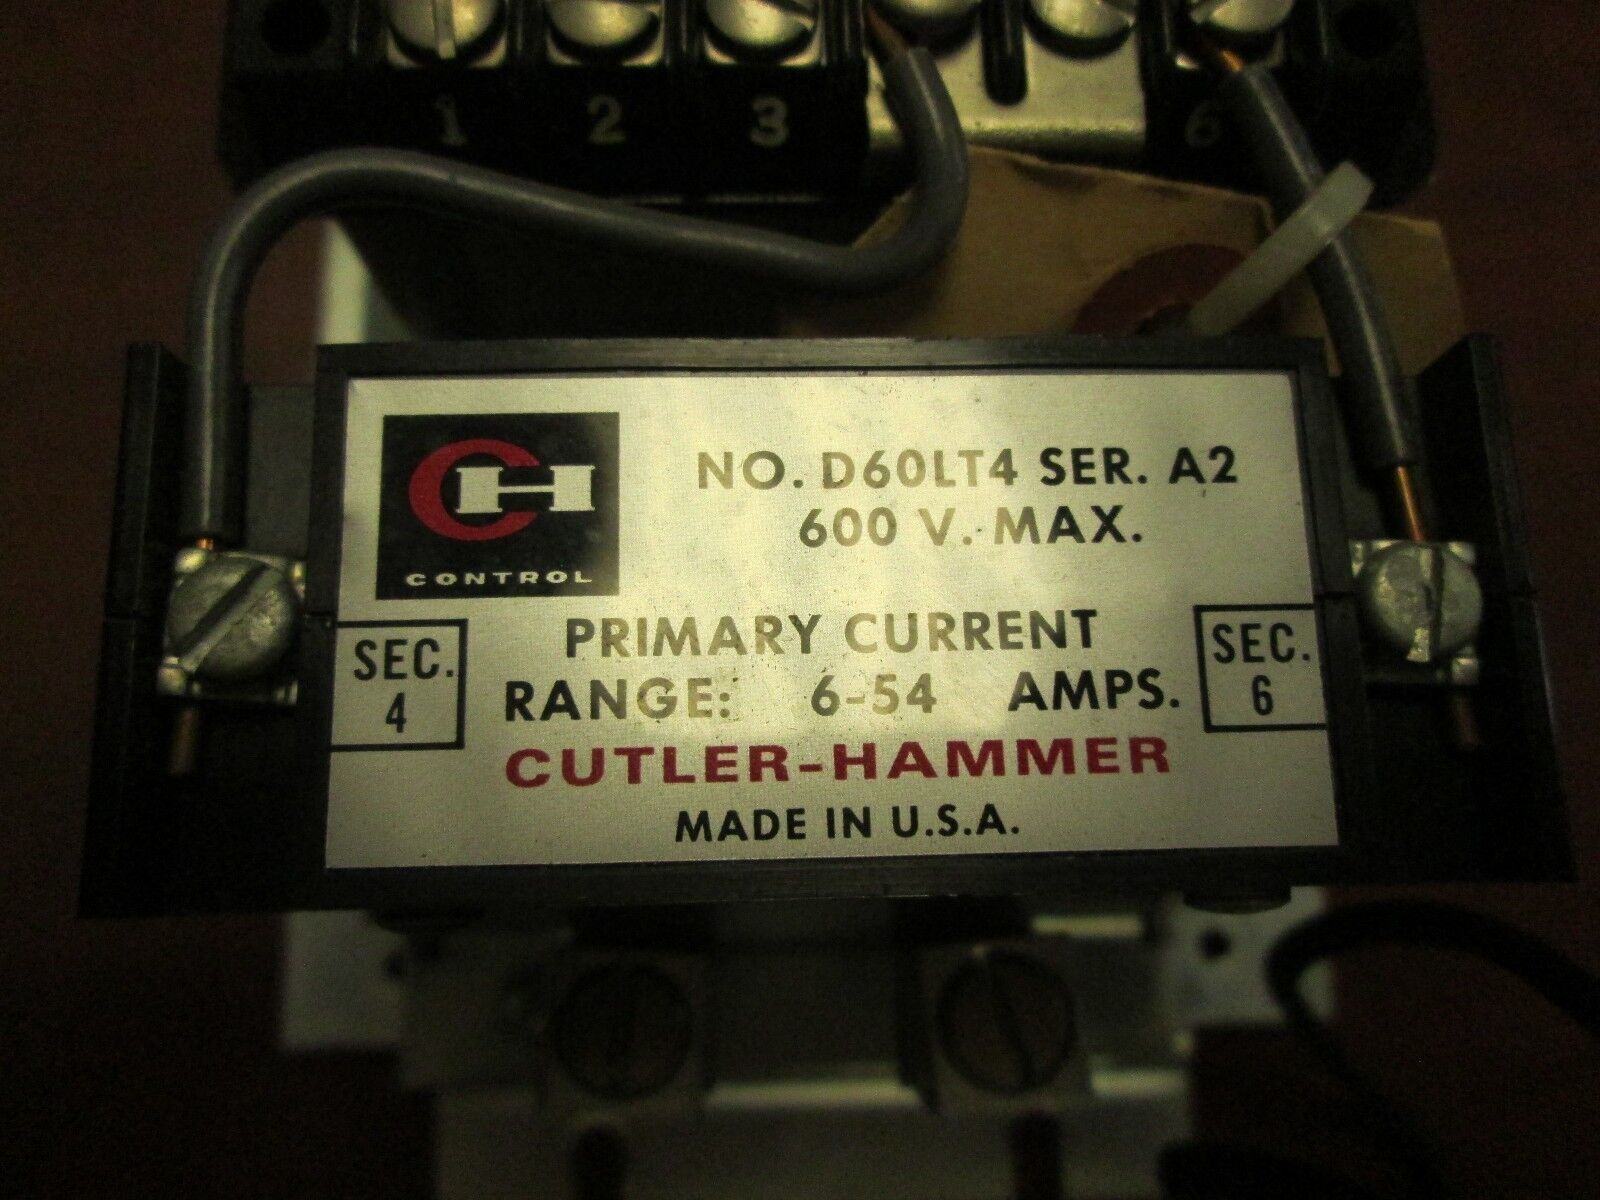 1 2 3 6
CH
CONTROL
NO. D60LT4 SER. A2
600 V. MAX.
PRIMARY CURRENT
RANGE: 6-54 AMPS.
SEC.
4
SEC.
6
CUTLER-HAMMER
MADE IN U.S.A.